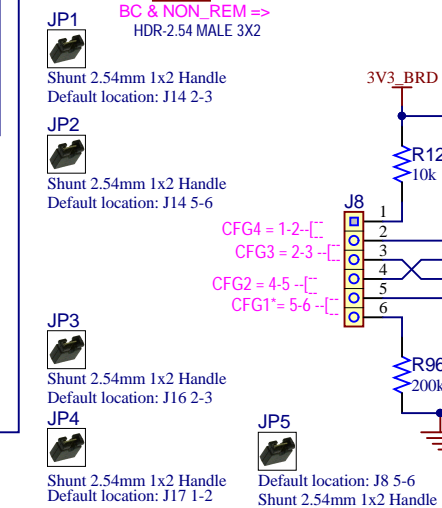 BC & NON_REM =>
HDR-2.54 MALE 3X2
JP1
Shunt 2.54mm 1x2 Handle
Default location: J14 2-3
JP2
Shunt 2.54mm 1x2 Handle
Default location: J14 5-6
3V3_BRD
R12
10k
J8
1
2
3
4
5
6
CFG4 = 1-2--[
CFG3 = 2-3 --[
CFG2 = 4-5 --[
CFG1*= 5-6 --[
R96
200k
JP3
Shunt 2.54mm 1x2 Handle
Default location: J16 2-3
JP4
Shunt 2.54mm 1x2 Handle
Default location: J17 1-2
JP5
Default location: J8 5-6
Shunt 2.54mm 1x2 Handle